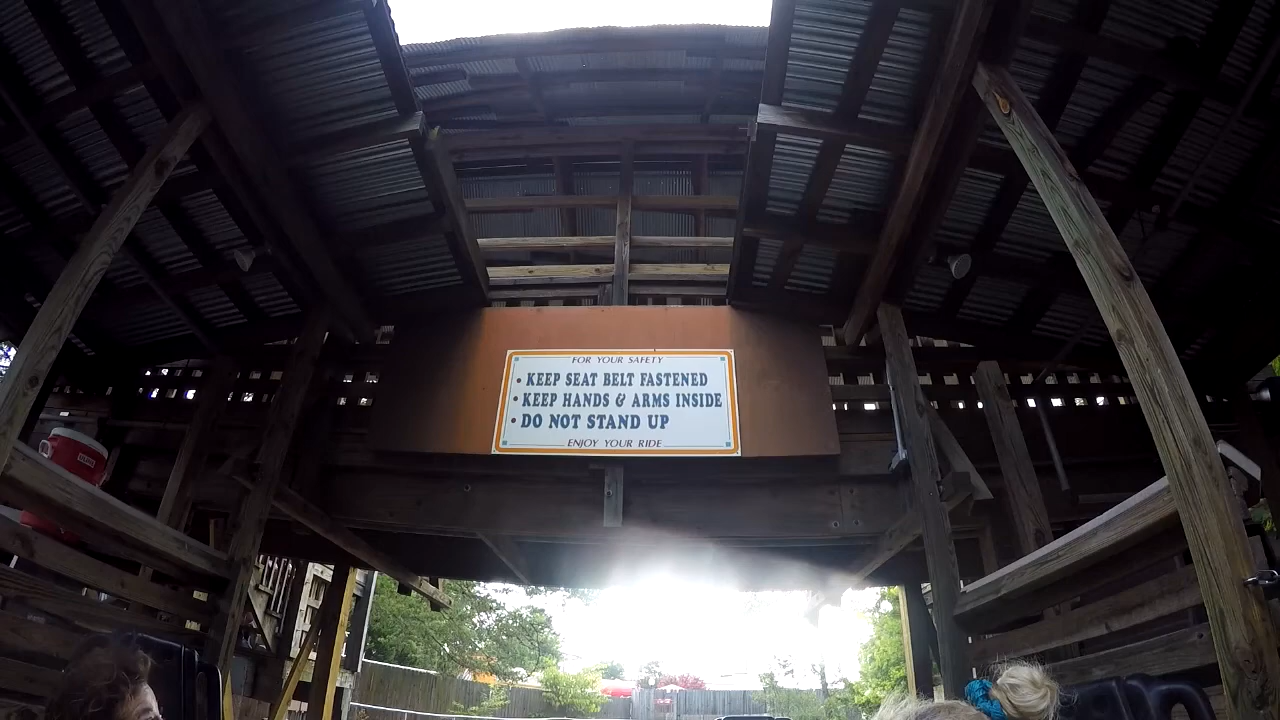 FOR YOUR SAFETY
• KEEP SEAT BELT FASTENED
• KEEP HANDS & ARMS INSIDE
• DO NOT STAND UP
ENJOY YOUR RIDE